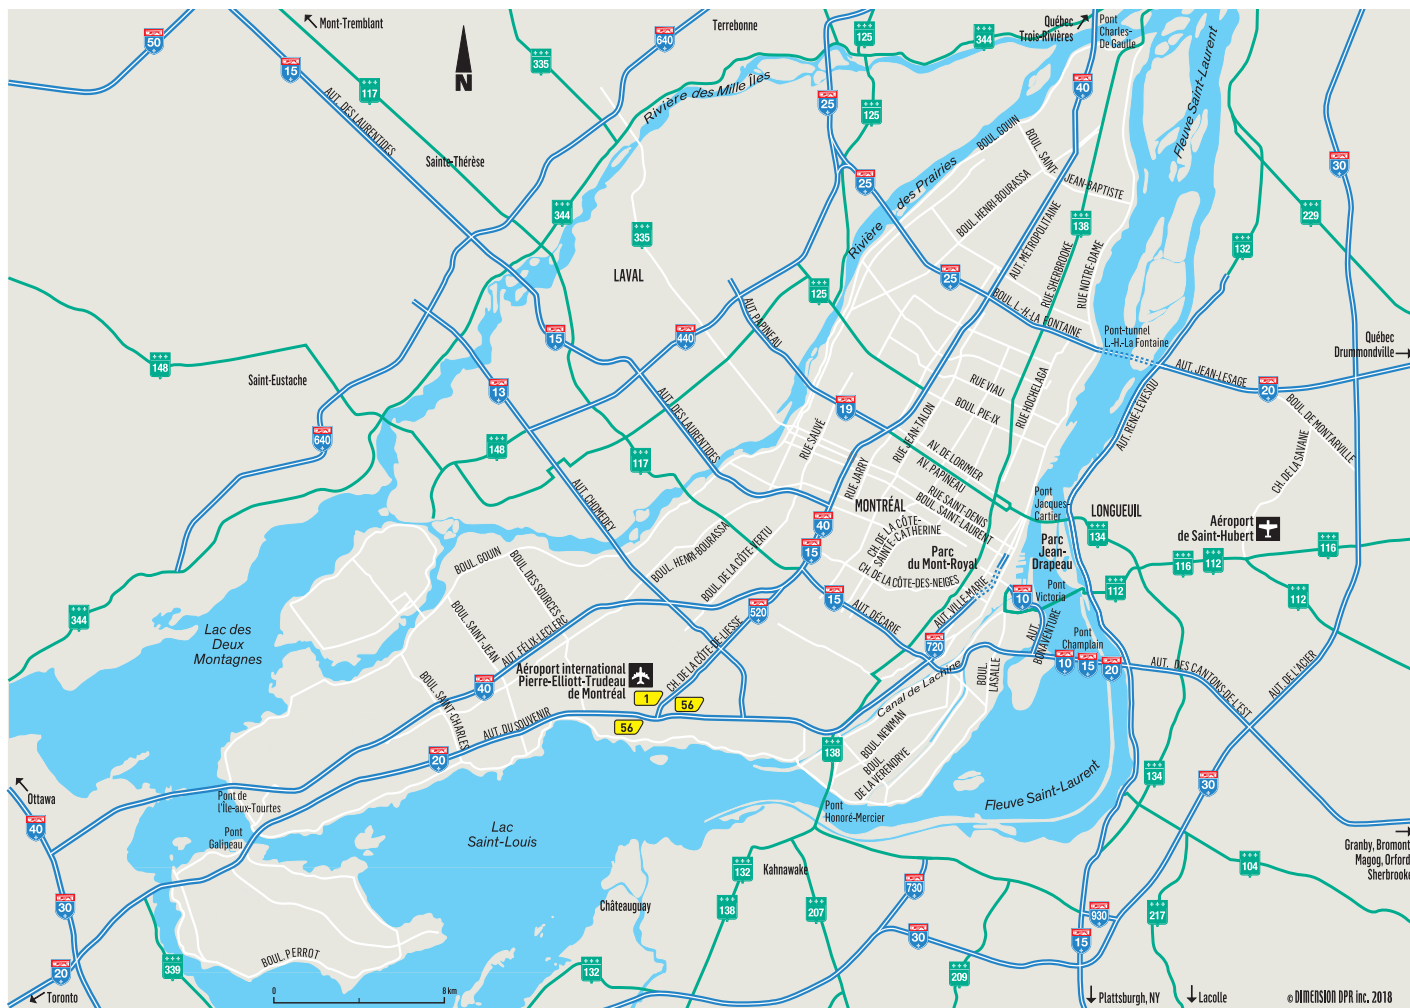 Mont-Tremblant
Terrebonne
Québec
Trois-Rivières
Pont
Charles-
De Gaulle
50
15
640
335
117
125
344
25
40
N
Rivière des Mille Îles
Fleuve Saint-Laurent
AUT. DES LAURENTIDES
125
BOUL. GOUIN
BOUL. SAINT-
JEAN-BAPTISTE
30
Sainte-Thérèse
25
des Prairies
Rivière
BOUL. HENRI-BOURASSA
344
335
138
229
132
AUT. MÉTROPOLITAINE
RUE SHERBROOKE
RUE NOTRE-DAME
LAVAL
25
125
BOUL. L.-H.-LA FONTAINE
AUT. PAPINEAU
Pont-tunnel
L.-H.-La Fontaine
15
440
Québec
Drummondville
148
Saint-Eustache
AUT. JEAN-LESAGE
20
13
RUE VIAU
BOUL. PIE-IX
RUE HOCHELAGA
AUT. RENÉ-LÉVESQU
BOUL. DE MONTARVILLE
CH. DE LA SAVANE
19
AUT. DES LAURENTIDES
RUE SAUVÉ
RUE JEAN-TALON
640
148
117
AV. DE LORIMIER
AV. PAPINEAU
RUE JARRY
RUE SAINT-DENIS
BOUL. SAINT-LAURENT
AUT. CHOMEDEY
MONTRÉAL
Pont
Jacques-
Cartier
LONGUEUIL
Aéroport
de Saint-Hubert
40
134
CH. DE LA CÔTE-
SAINTE-CATHERINE
Parc
du Mont-Royal
Parc
Jean-
Drapeau
15
116
116
112
BOUL. GOUIN
BOUL. HENRI-BOURASSA
BOUL. DE LA CÔTE-VERTU
CH. DE LA CÔTE-DES-NEIGES
BOUL. DES SOURCES
Pont
Victoria
112
112
15
10
520
344
BOUL. SAINT-JEAN
AUT. FÉLIX-LECLERC
AUT. DÉCARIE
AUT. VILLE-MARIE
AUT.
BONAVENTURE
Lac des
Deux
Montagnes
720
Pont
Champlain
10
15
20
AUT. DES CANTONS-DE-L'EST
AUT. DE L'ACIER
Aéroport international
Pierre-Elliott-Trudeau
de Montréal
CH. DE LA CÔTE-DE-LIESSE
BOUL.
LASALLE
Canal de Lachine
40
1
56
56
BOUL. SAINT-CHARLES
AUT. DU SOUVENIR
20
138
BOUL. NEWMAN
BOUL.
DE LA VERENDRYE
134
30
Ottawa
Pont de
l'Île-aux-Tourtes
Fleuve Saint-Laurent
40
Pont
Galipeau
Lac
Saint-Louis
Pont
Honoré-Mercier
Granby, Bromont
Magog, Orford
Sherbrooke
132
Kahnawake
104
730
30
Châteauguay
138
207
217
930
30
15
BOUL. PERROT
20
339
132
209
Toronto
0
8 km
Plattsburgh, NY
Lacolle
© DIMENSION DPR inc. 2018